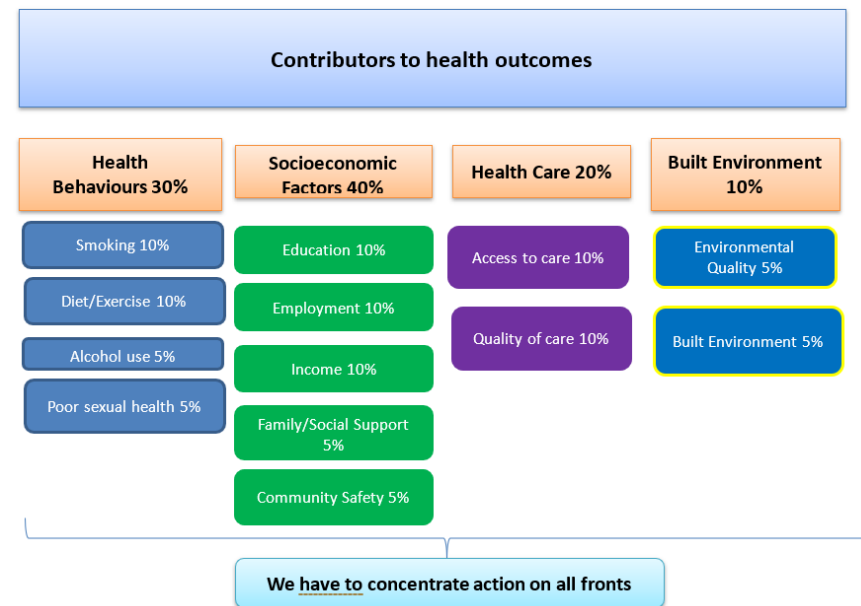 Contributors to health outcomes
Health
Behaviours 30%
Smoking 10%
Diet/Exercise 10%
Alcohol use 5%
Poor sexual health 5%
Socioeconomic
Factors 40%
Education 10%
Employment 10%
Income 10%
Family/Social Support
5%
Community Safety 5%
Health Care 20%
Access to care 10%
Quality of care 10%
Built Environment
10%
Environmental
Quality 5%
Built Environment 5%
We have to concentrate action on all fronts